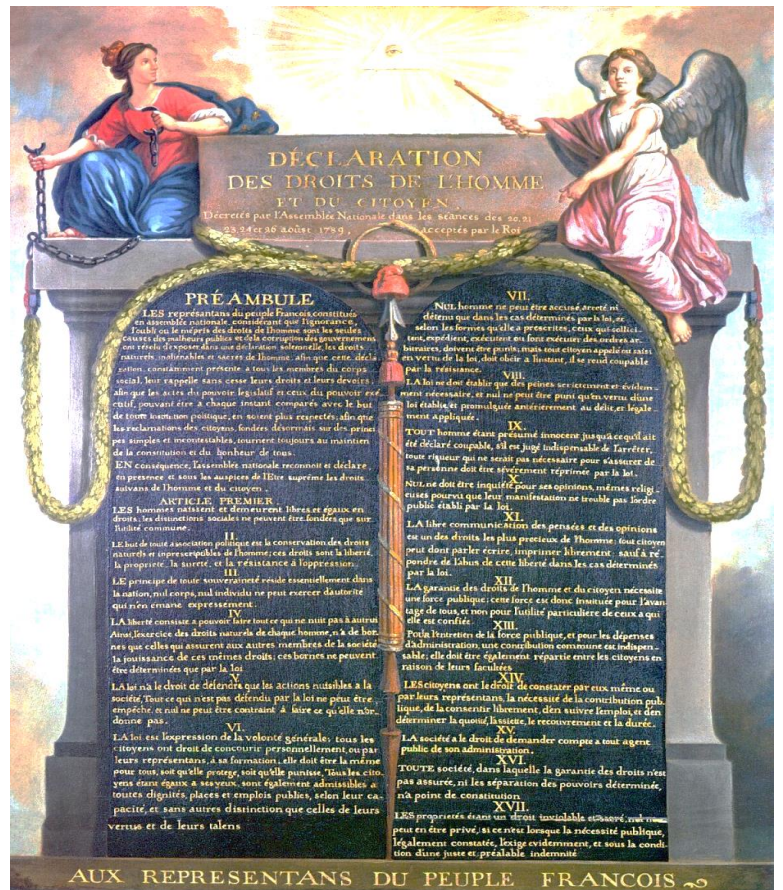 DÉCLARATION
DES DROITS DE L'HOMME
ET DU CITOYEN,
Décretés par l'Assemblée Nationale dans les séances des 20, 21
23, 24 et 26 août 1789, acceptés par le Roi
PRÉAMBULE
LES représantans du peuple François, constitués
en assemblée nationale, considérant que l'ignorance,
l'oubli ou le mépris des droits de l'homme sont les seules
causes des malheurs publics et de la corruption des gouvernemens
ont résolu d'exposer dans une déclaration solemnelle, les droits
naturels, inaliénables et sacrés de l'homme; afin que cette décla
ration, constamment présente a tous les membres du corps
social, leur rappelle sans cesse leurs droits et leurs devoirs
afin que les actes du pouvoir législatif et ceux du pouvoir exé
cutif, pouvant être à chaque instant comparés avec le but
de toute institution politique, en soient plus respectés; afin que
les reclamations des citoyens, fondées désormais sur des princi
pes simples et incontestables, tournent toujours au maintien
de la constitution et du bonheur de tous.
EN conséquence, l'assemblée nationale reconnoit et déclare
en presence et sous les auspices de l'Etre suprême les droits
suivans de l'homme et du citoyen.
ARTICLE PREMIER.
LES hommes naissent et demeurent libres et égaux en
droits; les distinctions sociales ne peuvent être fondées que sur
l'utilité commune.
II.
LE but de toute association politique est la conservation des droits
naturels et inprescriptibles de l'homme; ces droits sont la liberté,
la propriété, la sureté, et la résistance à l'oppression.
III.
LE principe de toute souveraineté réside essentiellement dans
la nation, nul corps, nul individu ne peut exercer d'autorité
qui n'en émane expressement.
IV.
LA liberté consiste a pouvoir faire tout ce qui ne nuit pas à autrui
Ainsi, l'exercice des droits naturels de chaque homme, n'a de bor
nes que celles qui assurent aux autres membres de la société
la jouissance de ces mêmes droits; ces bornes ne peuvent
être déterminées que par la loi
V.
LA loi n'a le droit de défendre que les actions nuisibles a la
société, Tout ce qui n'est pas défendu par la loi ne peut être
empêché, et nul ne peut être contraint à faire ce qu'elle n'or
donne pas.
VI.
LA loi est l'expression de la volonté générale; tous les
citoyens ont droit de concourir personnellement, ou par
leurs représentans, à sa formation; elle doit être la même
pour tous, soit qu'elle protege, soit qu'elle punisse, Tous les cito
yens étant égaux a ses yeux, sont également admissibles a
toutes dignités, places et emplois publics, selon leur ca-
pacité, et sans autres distinction que celles de leurs
vertus et de leurs talens
VII.
NUL homme ne peut être accusé, arreté ni
détenu que dans les cas déterminés par la loi, et
selon les formes qu'elle a prescrites, ceux qui sollici-
tent, expédient, exécutent ou font exécuter des ordres ar-
bitraires, doivent être punis; mais tout citoyen appelé ou saisi
en vertu de la loi, doit obéir a l'instant, il se rend coupable
par la résistance.
VIII.
LA loi ne doit établir que des peines strictement et évidem-
ment nécessaire, et nul ne peut être puni qu'en vertu d'une
loi établie et promulguée antérierement au délit, et légale
ment appliquée.
IX.
TOUT homme étant présumé innocent jusqu'à ce qu'il ait
été déclaré coupable, s'il est jugé indispensable de l'arrêter,
toute rigueur qui ne serait pas nécessaire pour s'assurer de
sa personne doit être sévèrement réprimée par la loi.
X.
NUL ne doit être inquiété pour ses opinions, mêmes religi-
euses pourvu que leur manifestation ne trouble pas l'ordre
public établi par la loi.
XI.
LA libre communication des pensées et des opinions
est un des droits les plus precieux de l'homme: tout citoyen
peut dont parler écrire, imprimer librement: sauf à ré-
pondre de l'abus de cette liberté dans les cas déterminés
par la loi.
XII.
LA garantie des droits de l'homme et du citoyen nécessite
une force publique; cette force est donc instituée pour l'avan-
tage de tous, et non pour l'utilité particuliere de ceux a qui
elle est confiée.
XIII.
POUR l'entretien de la force publique, et pour les dépenses
d'administration, une contribution commune est indispen-
sable; elle doit être également répartie entre les citoyens en
raison de leurs facultées
XIV.
LES citoyens ont le droit de constater par eux même ou
par leurs représentans, la nécessité de la contribution pub-
lique, de la consentir librement, d'en suivre l'emploi, et d'en
déterminer la quotité, l'assiette, le recouvrement et la durée.
XV.
LA société a le droit de demander compte a tout agent
public de son administration.
XVI.
TOUTE société, dans laquelle la garantie des droits n'est
pas assurée, ni les séparation des pouvoirs déterminée,
n'a point de constitution
XVII.
LES proprietés étant un droit inviolable et sacré, nul ne
peut en être privé, si ce n'est lorsque la nécessité publique,
légalement constatée, l'exige evidemment, et sous la condi-
tion d'une juste et préalable indemnité
AUX REPRESENTANS DU PEUPLE FRANCOIS